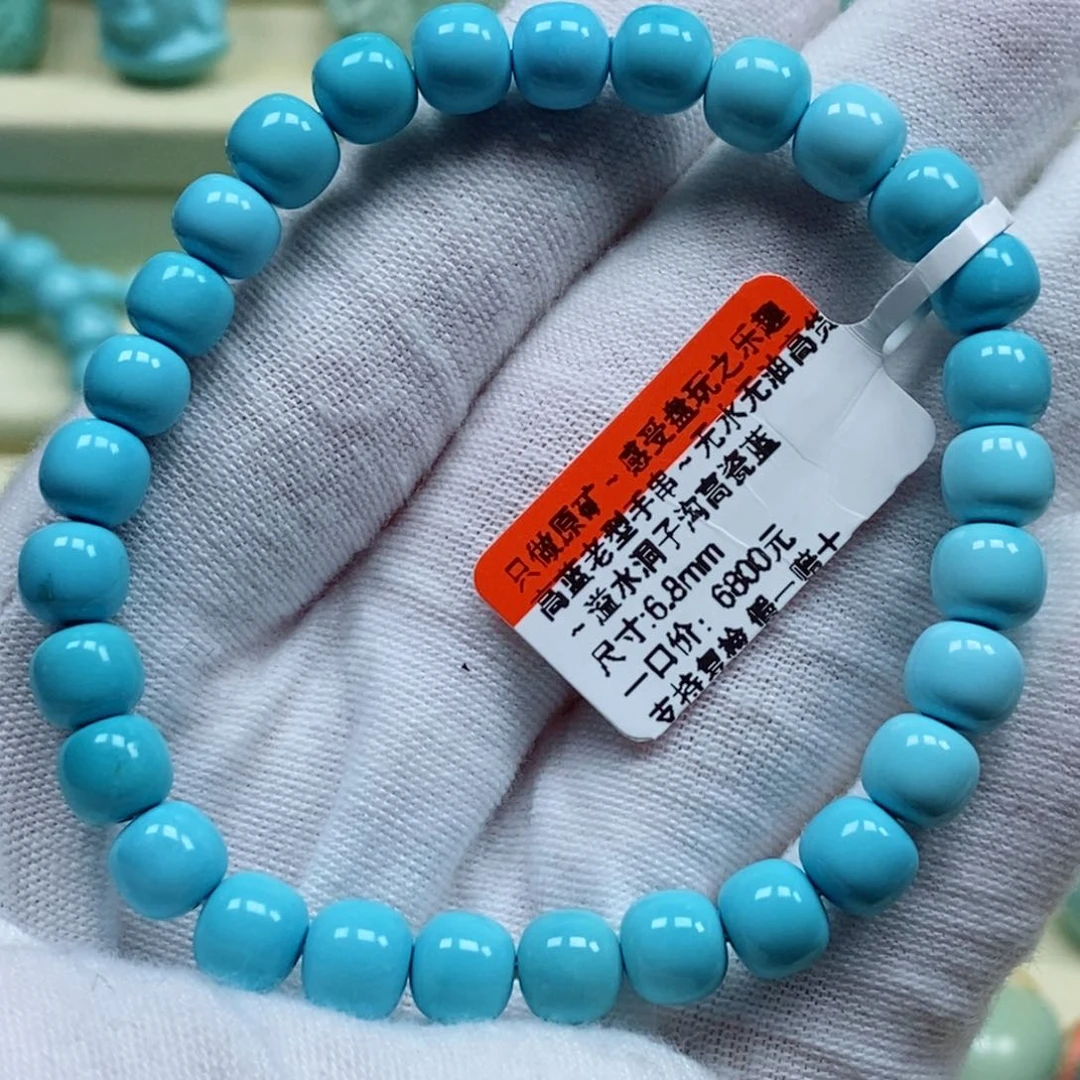 只做原矿~感受盘玩之乐趣
高蓝老型手串~无水无油高货
~溢水洞子沟高瓷蓝
尺寸:6.8mm
一口价: 6800元
支持复检 假一赔十